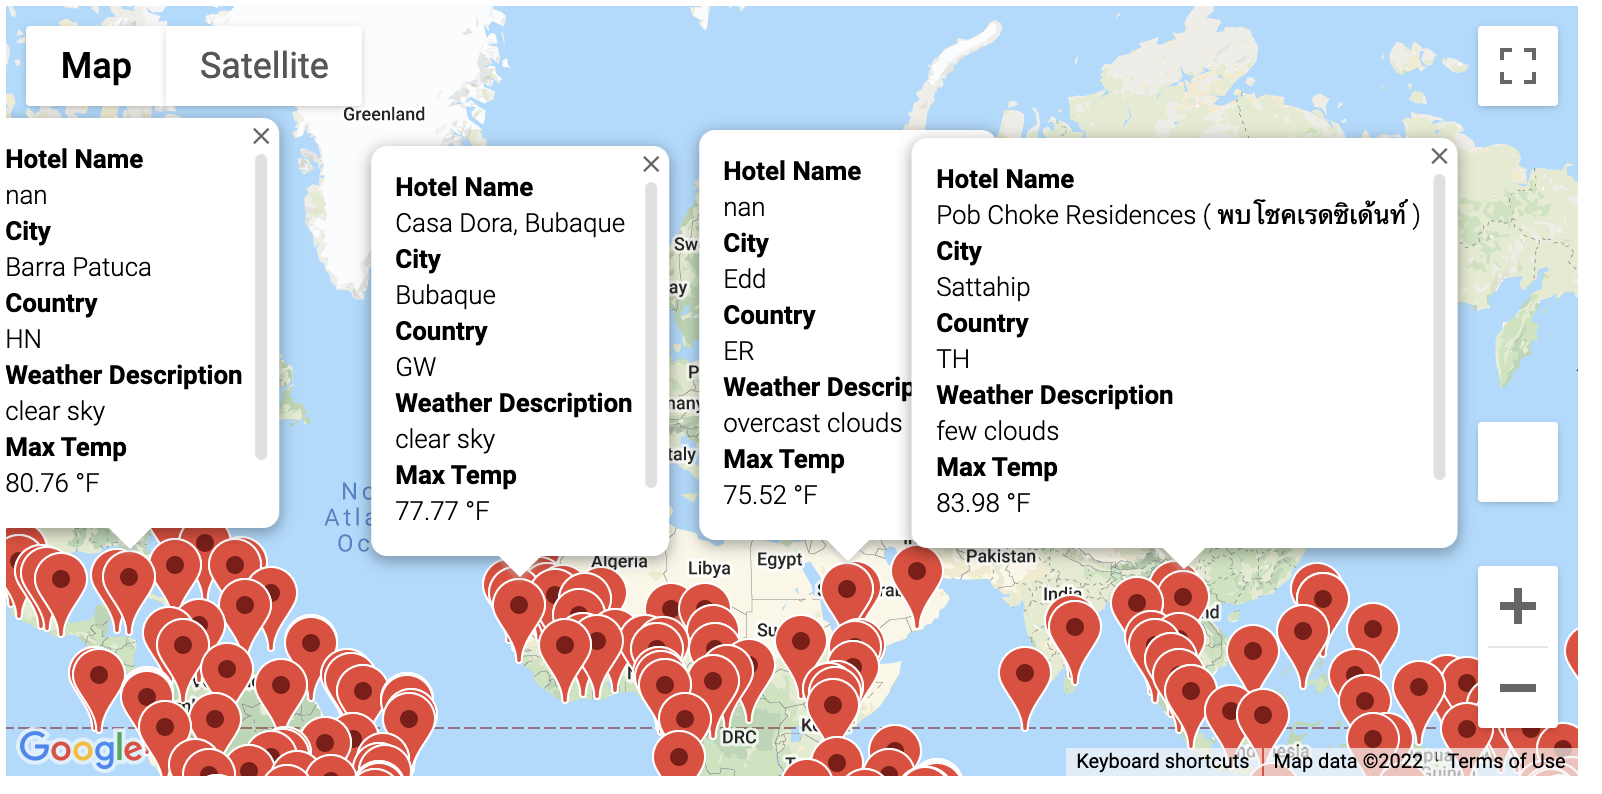 Map
Satellite
Greenland
Hotel Name
nan
City
Barra Patuca
Country
HN
Weather Description
clear sky
Max Temp
80.76 °F
Hotel Name
Casa Dora, Bubaque
City
Bubaque
Country
GW
Weather Description
clear sky
Max Temp
77.77 °F
Hotel Name
nan
City
Edd
Country
ER
Weather Descrip
overcast clouds
Max Temp
75.52 °F
Hotel Name
Pob Choke Residences ( พบโชคเรดซิเด้นท์ )
City
Sattahip
Country
TH
Weather Description
few clouds
Max Temp
83.98 °F
Sw
ay
P
many
Italy
No
Atla
Oc
Algeria
Libya
Egypt
Pakistan
India
Su
DRC
Google
Keyboard shortcuts
Map data ©2022
Terms of Use